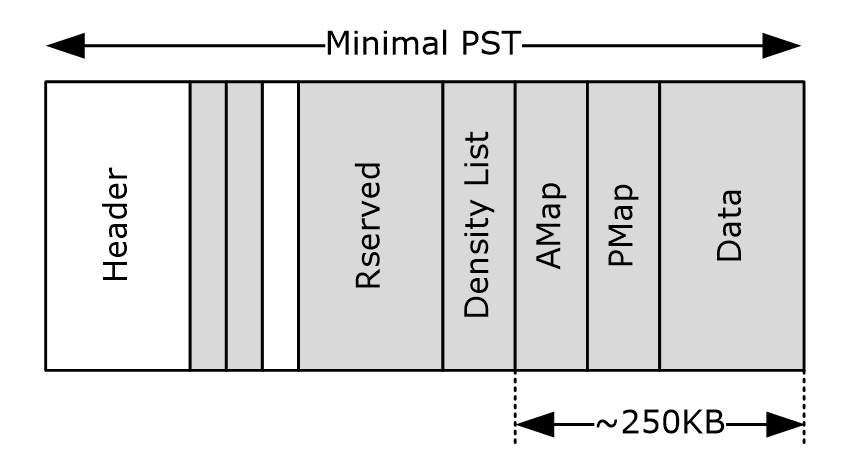 Minimal PST
Header
Rserved
Density List
AMap
PMap
Data
~250KB